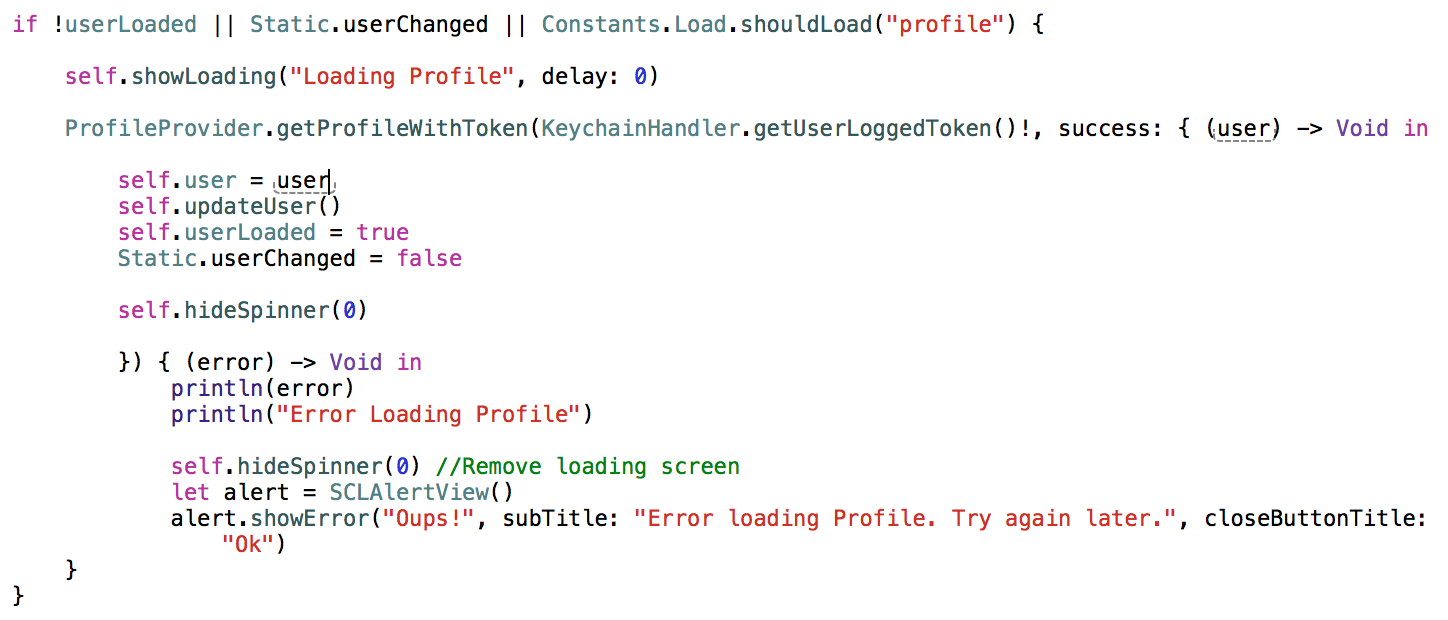 if !userLoaded || Static.userChanged || Constants.Load.shouldLoad("profile") {
self.showLoading("Loading Profile", delay: 0)
ProfileProvider.getProfileWithToken(KeychainHandler.getUserLoggedToken()!, success: { (user) -> Void in
self.user = user
self.updateUser()
self.userLoaded = true
Static.userChanged = false
self.hideSpinner(0)
}) { (error) -> Void in
println(error)
println("Error Loading Profile")
self.hideSpinner(0) //Remove loading screen
let alert = SCLAlertView()
alert.showError("Oups!", subTitle: "Error loading Profile. Try again later.", closeButtonTitle:
"Ok")
}
}